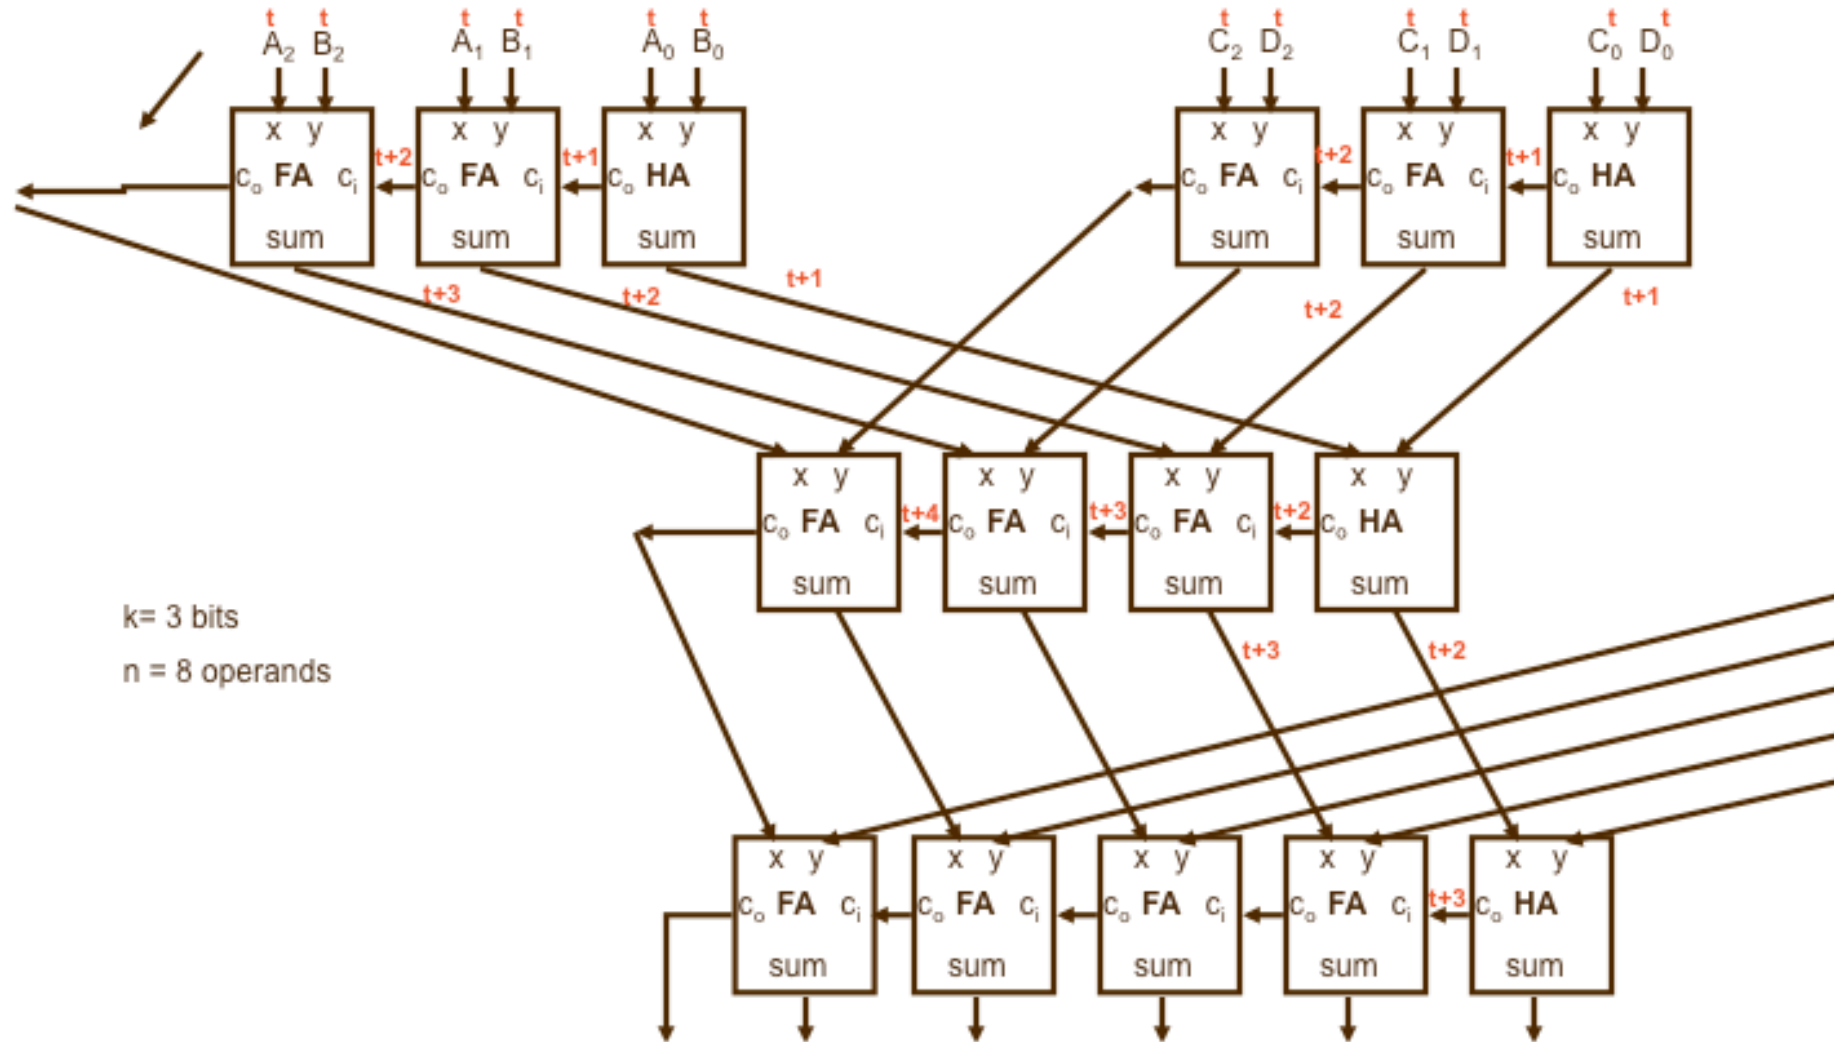 t t t t t t t t t t t t
A2 B2 A1 B1 A0 B0 C2 D2 C1 D1 C0 D0
x y x y x y x y x y x y
t+2 t+1 t+2 t+1
co FA ci co FA ci co HA co FA ci co FA ci co HA
sum sum sum sum sum sum
t+3 t+2 t+1 t+2 t+1
x y x y x y x y
t+4 t+3 t+2
co FA ci co FA ci co FA ci co HA
sum sum sum sum
k= 3 bits
t+3 t+2
n = 8 operands
x y x y x y x y x y
t+3
co FA ci co FA ci co FA ci co FA ci co HA
sum sum sum sum sum